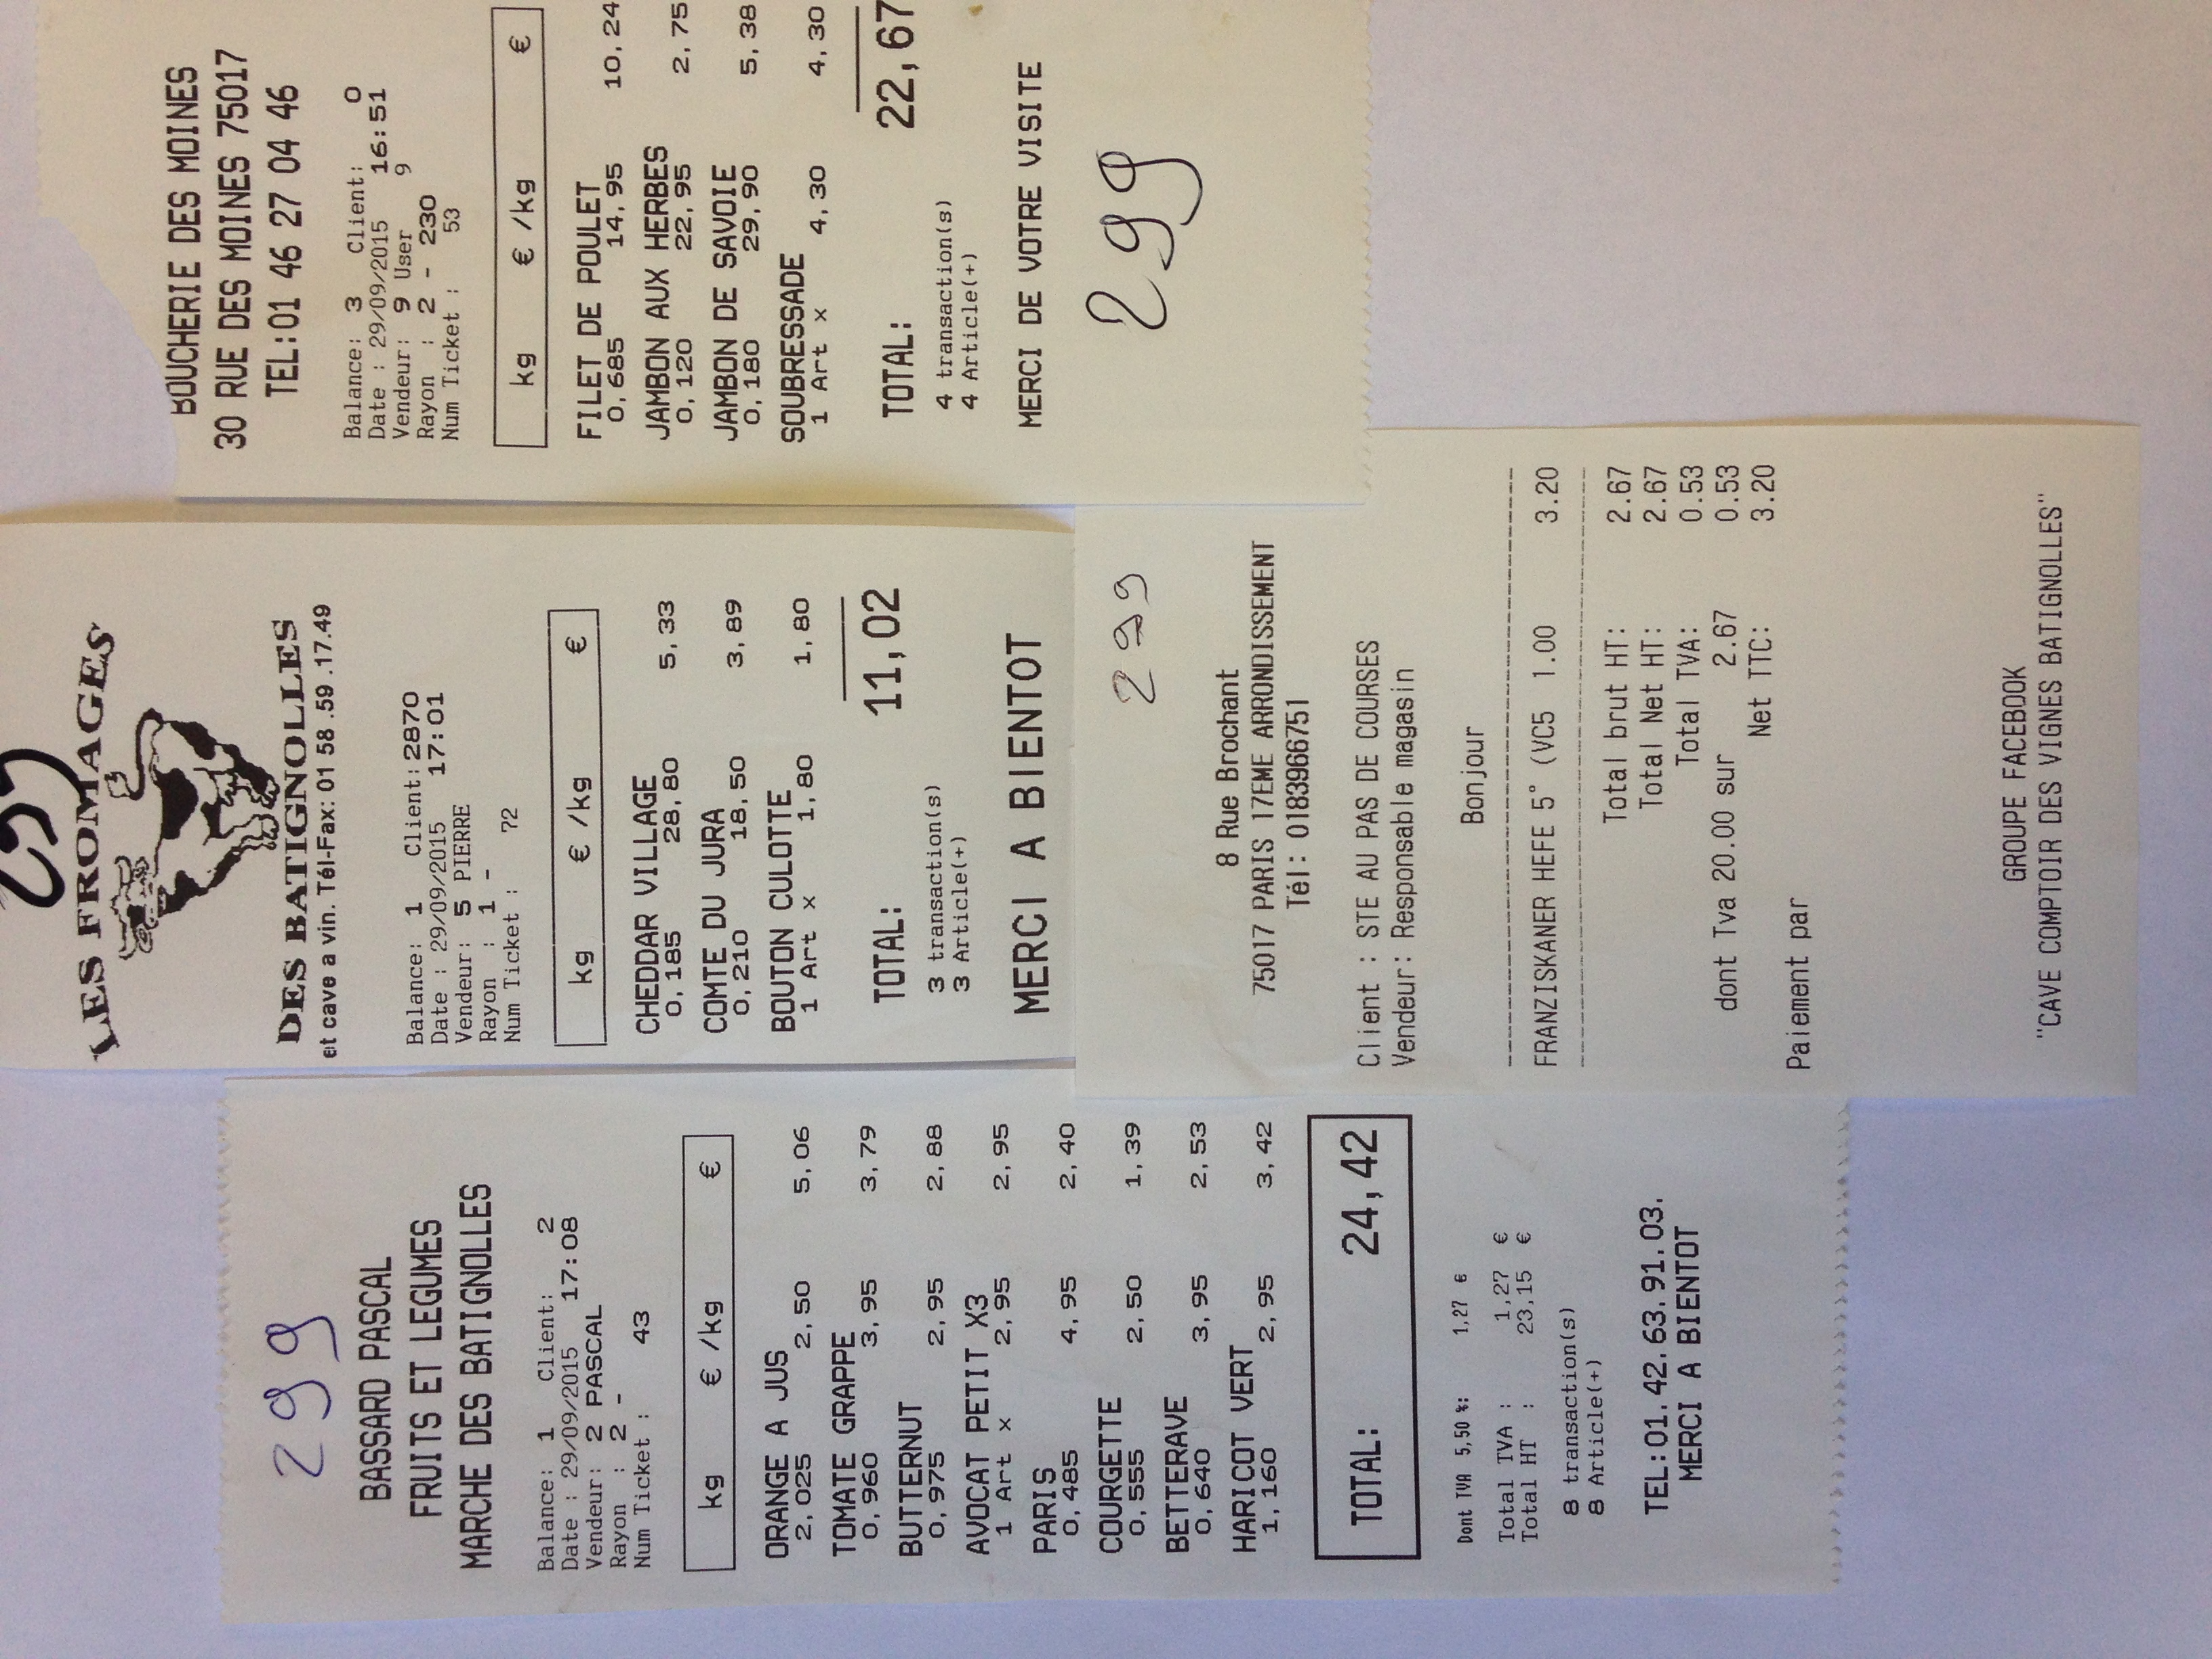 299
BASSARD PASCAL
FRUITS ET LEGUMES
MARCHE DES BATIGNOLLES
Balance: 1 Client: 2
Date : 29/09/2015 17:08
Vendeur: 2 PASCAL
Rayon : 2 -
Num Ticket : 43
kg € /kg €
ORANGE A JUS
2,025 2,50 5,06
TOMATE GRAPPE
0,960 3,95 3,79
BUTTERNUT
0,975 2,95 2,88
AVOCAT PETIT X3
1 Art x 2,95 2,95
PARIS
0,485 4,95 2,40
COURGETTE
0,555 2,50 1,39
BETTERAVE
0,640 3,95 2,53
HARICOT VERT
1,160 2,95 3,42
TOTAL: 24,42
Dont TVA 5,50 %: 1,27 €
Total TVA : 1,27 €
Total HT : 23,15 €
8 transaction(s)
8 Article(+)
TEL:01.42.63.91.03.
MERCI A BIENTOT
299
LES FROMAGES
DES BATIGNOLLES
et cave a vin. Tél-Fax: 01 58 .59 .17.49
Balance: 1 Client:2870
Date : 29/09/2015 17:01
Vendeur: 5 PIERRE
Rayon : 1 -
Num Ticket : 72
kg € /kg €
CHEDDAR VILLAGE
0,185 28,80 5,33
COMTE DU JURA
0,210 18,50 3,89
BOUTON CULOTTE
1 Art x 1,80 1,80
TOTAL: 11,02
3 transaction(s)
3 Article(+)
MERCI A BIENTOT
299
8 Rue Brochant
75017 PARIS 17EME ARRONDISSEMENT
Tél: 0183966751
Client : STE AU PAS DE COURSES
Vendeur: Responsable magasin
Bonjour
FRANZISKANER HEFE 5° (VC5 1.00 3.20
Total brut HT: 2.67
Total Net HT: 2.67
Total TVA: 0.53
dont Tva 20.00 sur 2.67 0.53
Net TTC: 3.20
Paiement par
GROUPE FACEBOOK
"CAVE COMPTOIR DES VIGNES BATIGNOLLES"
BOUCHERIE DES MOINES
30 RUE DES MOINES 75017
TEL:01 46 27 04 46
Balance: 3 Client: 0
Date : 29/09/2015 16:51
Vendeur: 9 User 9
Rayon : 2 - 230
Num Ticket : 53
kg € /kg €
FILET DE POULET
0,685 14,95 10,24
JAMBON AUX HERBES
0,120 22,95 2,75
JAMBON DE SAVOIE
0,180 29,90 5,38
SOUBRESSADE
1 Art x 4,30 4,30
TOTAL: 22,67
4 transaction(s)
4 Article(+)
MERCI DE VOTRE VISITE
299